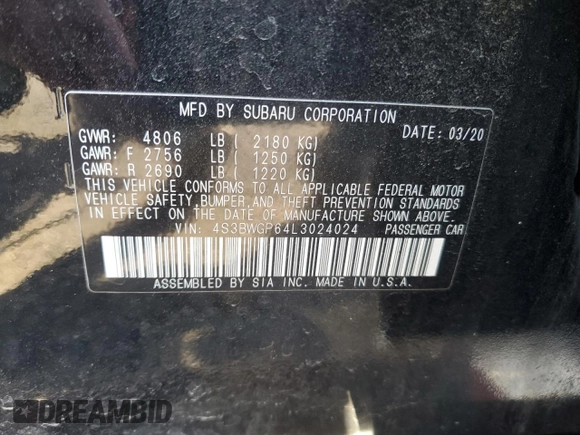 MFD BY SUBARU CORPORATION
GVWR: 4806 LB ( 2180 KG) DATE: 03/20
GAWR: F 2756 LB ( 1250 KG)
GAWR: R 2690 LB ( 1220 KG)
THIS VEHICLE CONFORMS TO ALL APPLICABLE FEDERAL MOTOR
VEHICLE SAFETY, BUMPER, AND THEFT PREVENTION STANDARDS
IN EFFECT ON THE DATE OF MANUFACTURE SHOWN ABOVE.
VIN: 4S3BWGP64L3024024 PASSENGER CAR
ASSEMBLED BY SIA INC. MADE IN U.S.A.
DREAMBID